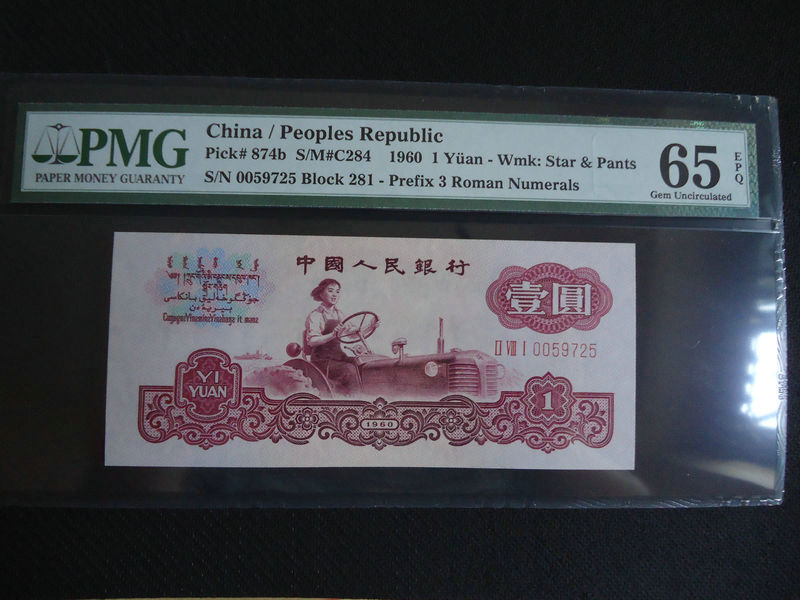 PMG
PAPER MONEY GUARANTY
China / Peoples Republic
Pick# 874b S/M#C284 1960 1 Yüan - Wmk: Star & Pants
S/N 0059725 Block 281 - Prefix 3 Roman Numerals
65
EPQ
Gem Uncirculated
中國人民銀行
壹圓
II VIII I 0059725
YI
YUAN
1
1960